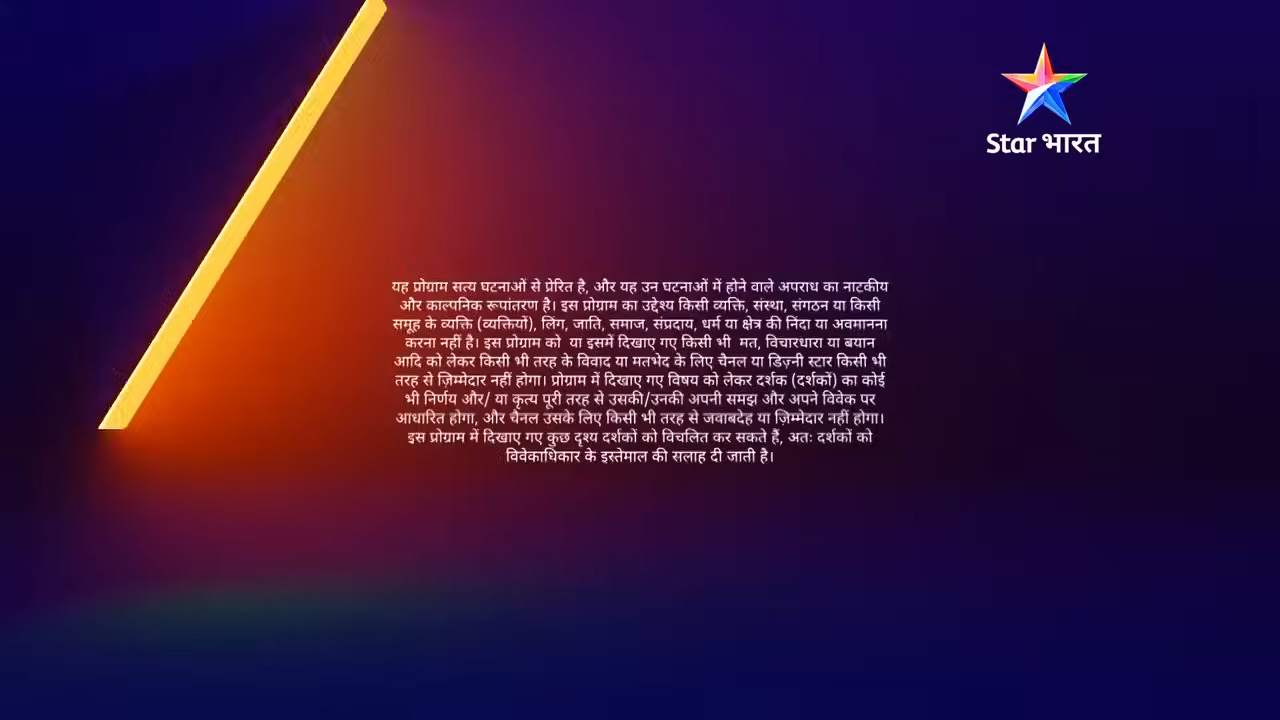 Star भारत
यह प्रोग्राम सत्य घटनाओं से प्रेरित है, और यह उन घटनाओं में होने वाले अपराध का नाटकीय
और काल्पनिक रूपांतरण है। इस प्रोग्राम का उद्देश्य किसी व्यक्ति, संस्था, संगठन या किसी
समूह के व्यक्ति (व्यक्तियों), लिंग, जाति, समाज, संप्रदाय, धर्म या क्षेत्र की निंदा या अवमानना
करना नहीं है। इस प्रोग्राम को या इसमें दिखाए गए किसी भी मत, विचारधारा या बयान
आदि को लेकर किसी भी तरह के विवाद या मतभेद के लिए चैनल या डिज़्नी स्टार किसी भी
तरह से ज़िम्मेदार नहीं होगा। प्रोग्राम में दिखाए गए विषय को लेकर दर्शक (दर्शकों) का कोई
भी निर्णय और/ या कृत्य पूरी तरह से उसकी/उनकी अपनी समझ और अपने विवेक पर
आधारित होगा, और चैनल उसके लिए किसी भी तरह से जवाबदेह या ज़िम्मेदार नहीं होगा।
इस प्रोग्राम में दिखाए गए कुछ दृश्य दर्शकों को विचलित कर सकते हैं, अतः दर्शकों को
विवेकाधिकार के इस्तेमाल की सलाह दी जाती है।